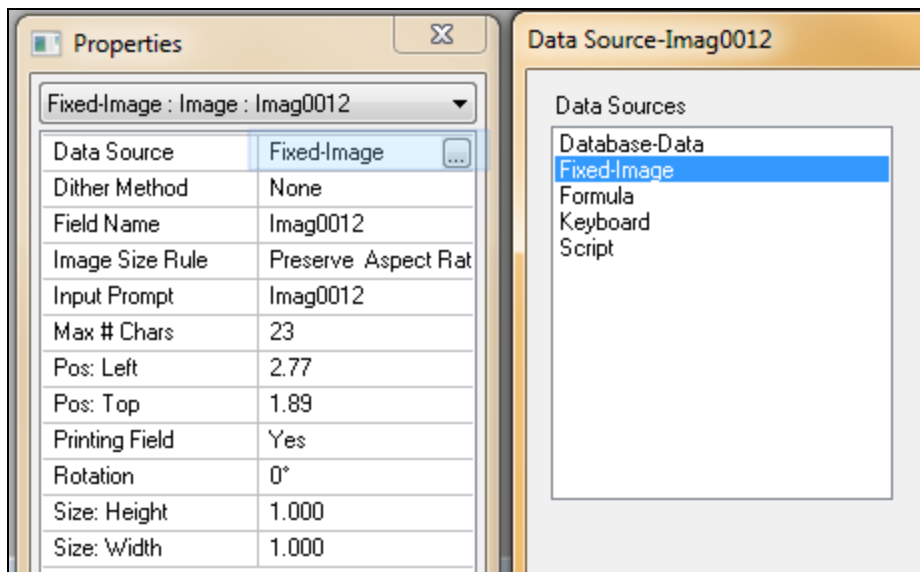 Properties
Fixed-Image : Image : Imag0012
Data Source Fixed-Image ...
Dither Method None
Field Name Imag0012
Image Size Rule Preserve Aspect Rat
Input Prompt Imag0012
Max # Chars 23
Pos: Left 2.77
Pos: Top 1.89
Printing Field Yes
Rotation 0°
Size: Height 1.000
Size: Width 1.000
Data Source-Imag0012
Data Sources
Database-Data
Fixed-Image
Formula
Keyboard
Script